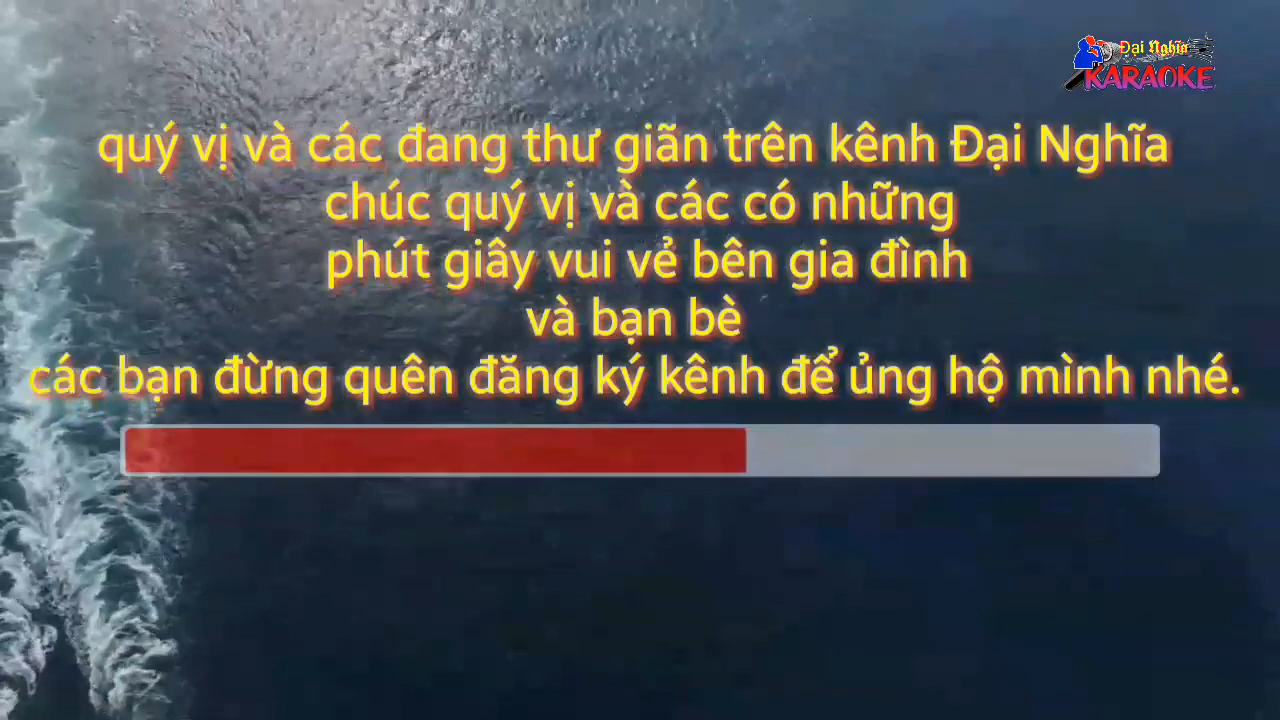 Đại Nghĩa
KARAOKE
quý vị và các đang thư giãn trên kênh Đại Nghĩa
chúc quý vị và các có những
phút giây vui vẻ bên gia đình
và bạn bè
các bạn đừng quên đăng ký kênh để ủng hộ mình nhé.